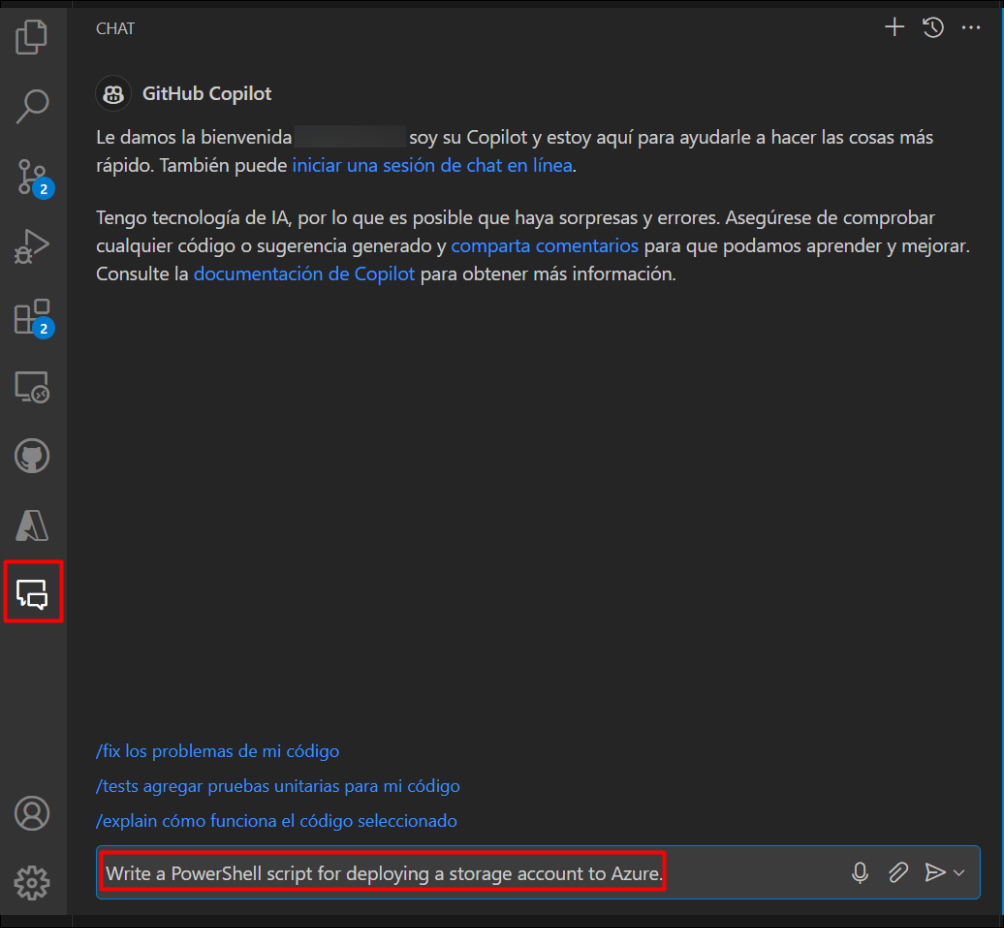 CHAT
GitHub Copilot
Le damos la bienvenida soy su Copilot y estoy aquí para ayudarle a hacer las cosas más
rápido. También puede iniciar una sesión de chat en línea.
Tengo tecnología de IA, por lo que es posible que haya sorpresas y errores. Asegúrese de comprobar
cualquier código o sugerencia generado y comparta comentarios para que podamos aprender y mejorar.
Consulte la documentación de Copilot para obtener más información.
2
2
/fix los problemas de mi código
/tests agregar pruebas unitarias para mi código
/explain cómo funciona el código seleccionado
Write a PowerShell script for deploying a storage account to Azure.